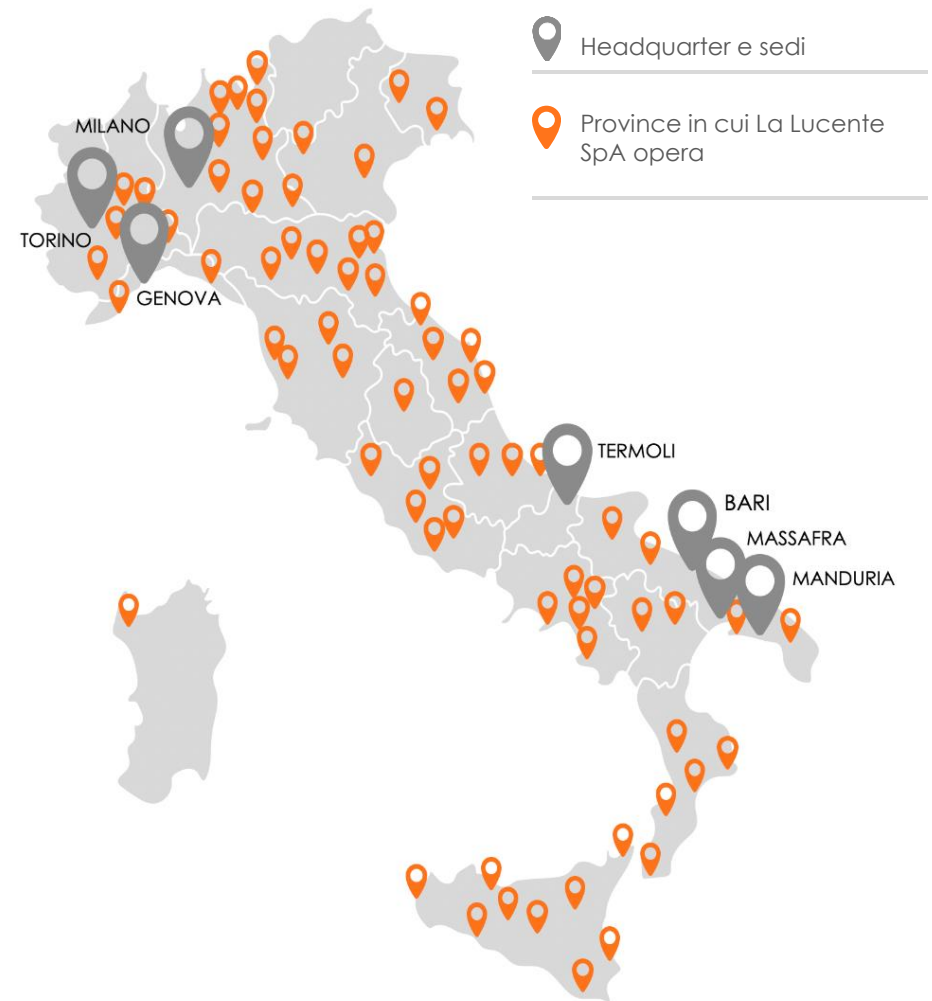 Headquarter e sedi
Province in cui La Lucente
SpA opera
MILANO
TORINO
GENOVA
TERMOLI
BARI
MASSAFRA
MANDURIA